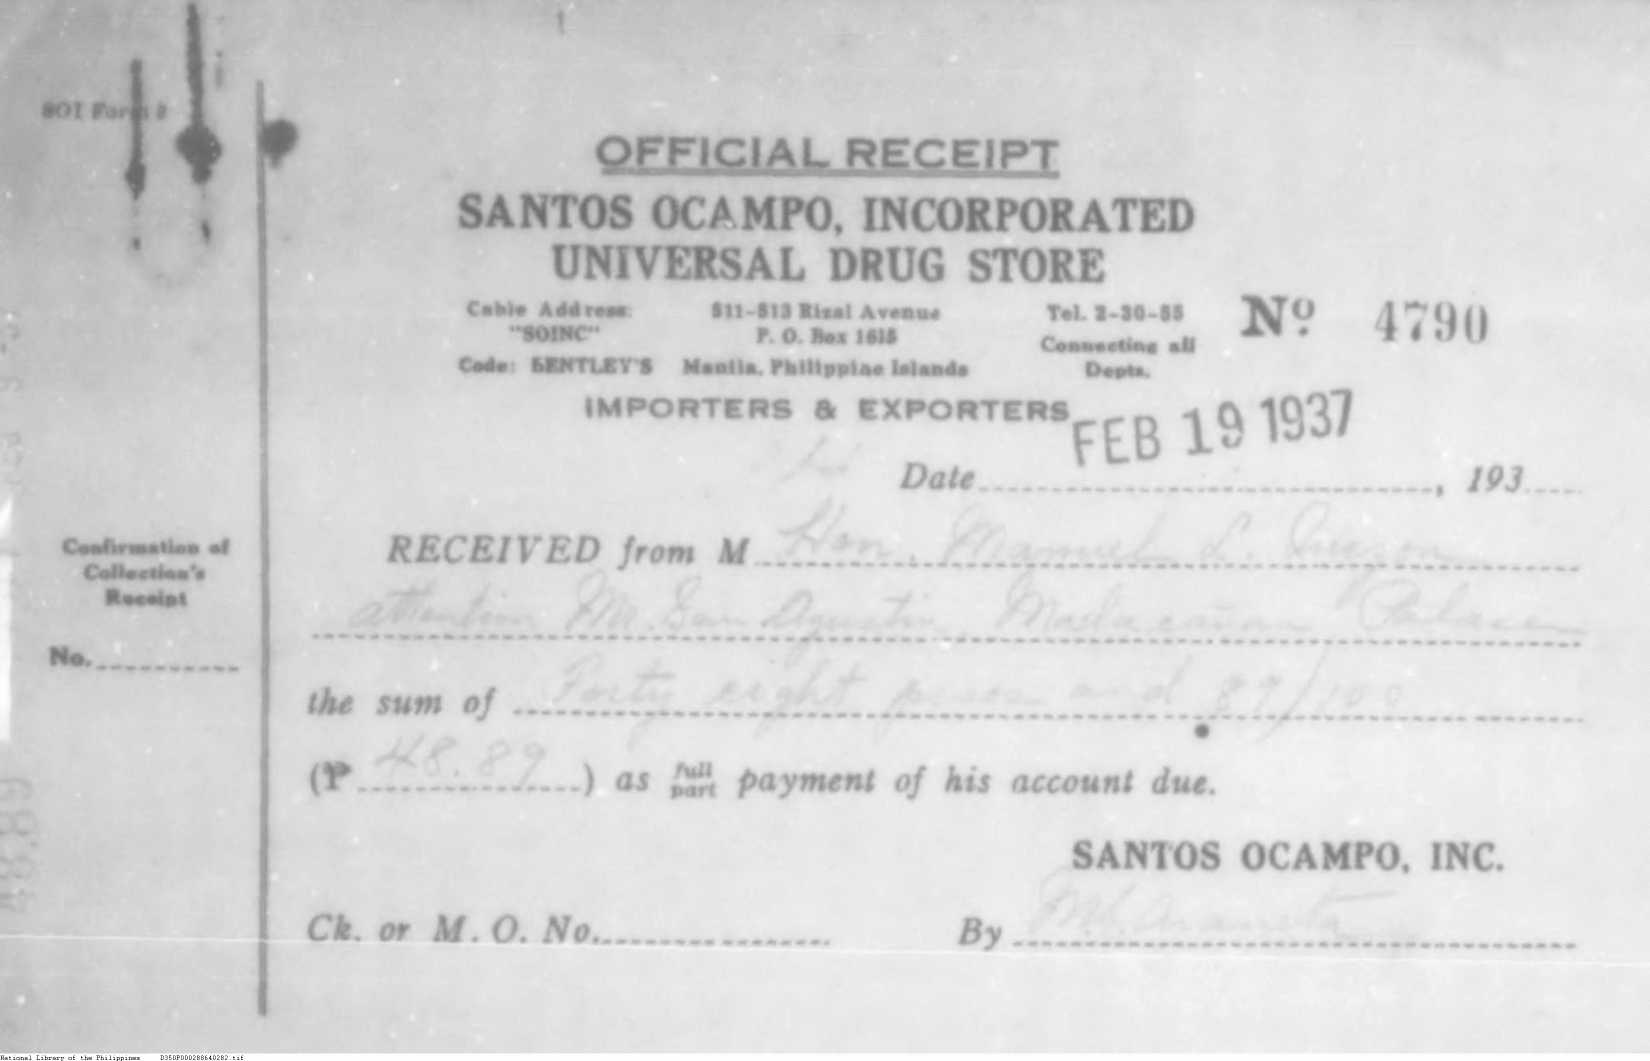 SOI Form 2
OFFICIAL RECEIPT
SANTOS OCAMPO, INCORPORATED
UNIVERSAL DRUG STORE
Cable Address:
"SOINC"
Code: BENTLEY'S
511-513 Rizal Avenue
P. O. Box 1615
Manila, Philippine Islands
Tel. 2-30-55
Connecting all
Depts.
Nº 4790
IMPORTERS & EXPORTERS
FEB 19 1937
Date, 193
Confirmation of
Collection's
Receipt
No.
RECEIVED from M Hon. Manuel L. Quezon
attention Mr. San Agustin Malacañan Palace
the sum of Forty eight pesos and 89/100
(₱ 48.89) as full part payment of his account due.
SANTOS OCAMPO, INC.
Ck. or M. O. No.
By
48.89
National Library of the Philippines D350P000288640282.tif